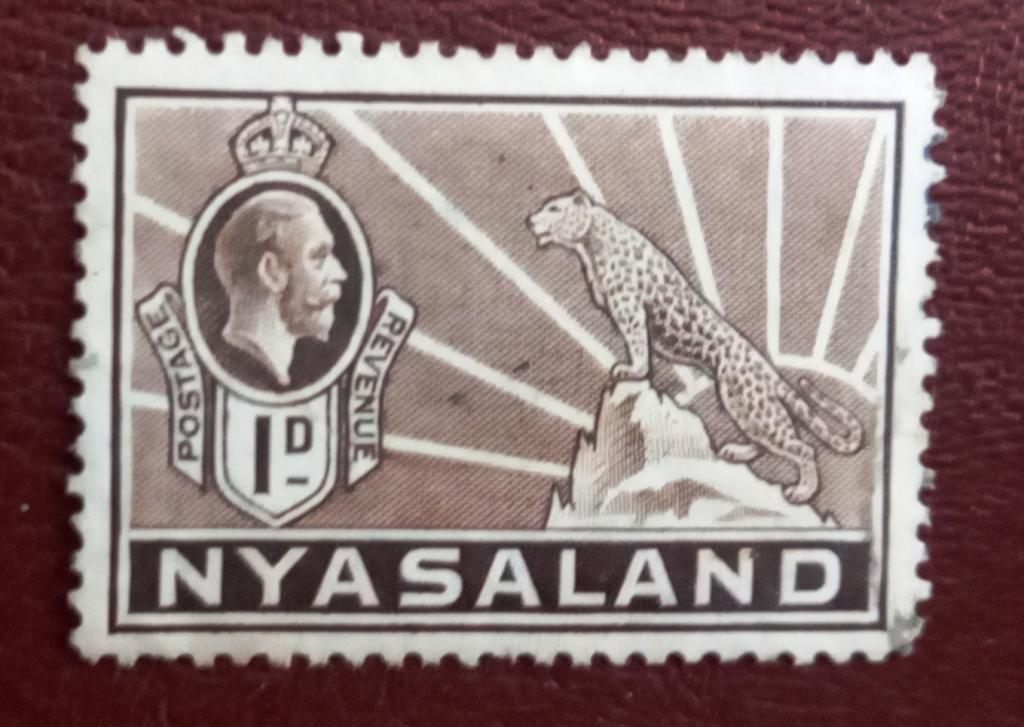 POSTAGE
REVENUE
1D-
NYASALAND